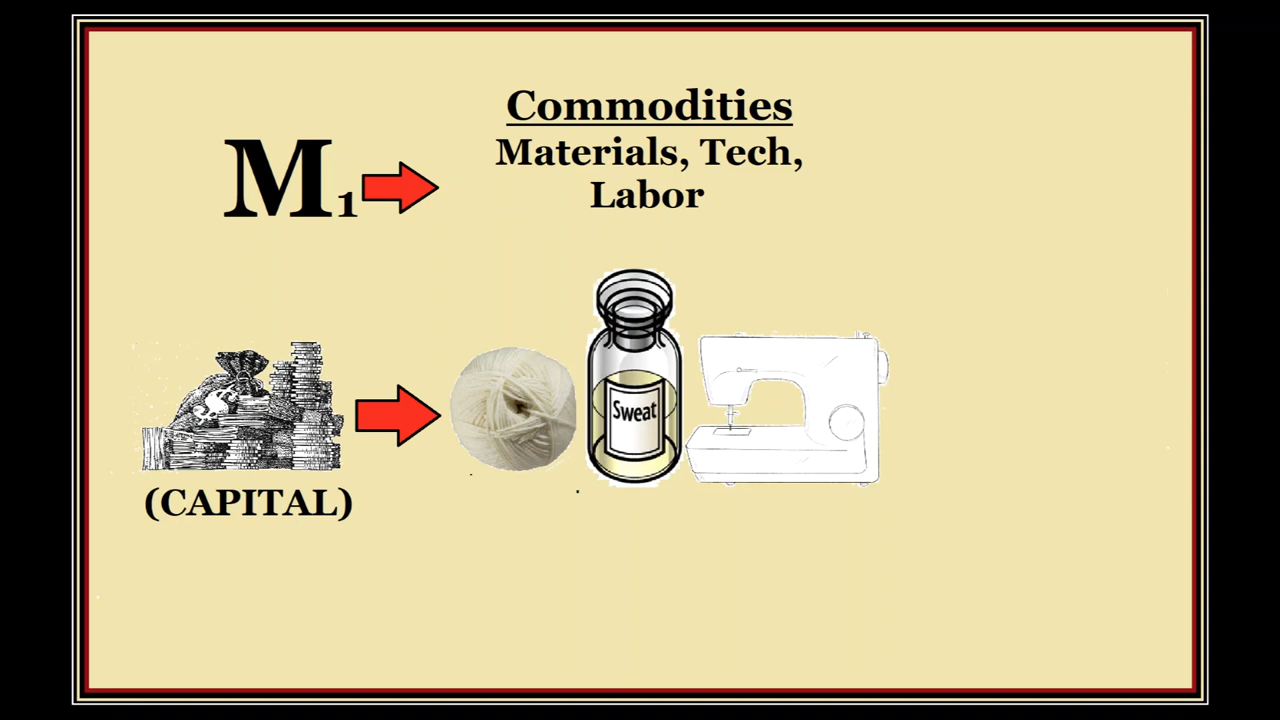 Commodities
Materials, Tech,
Labor
M1
Sweat
(CAPITAL)